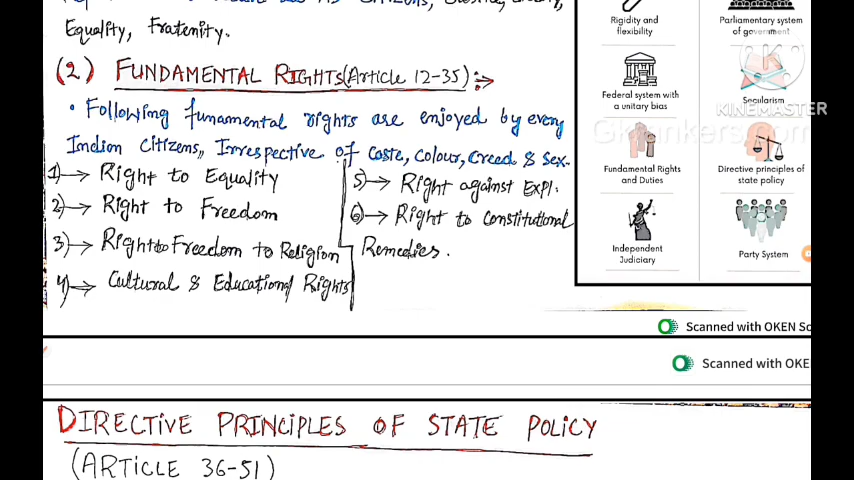 Equality, Fraternity.
(2) FUNDAMENTAL RIGHTS (Article 12-35) :→
• Following funamental rights are enjoyed by every
Indion Citizens,, Irrespective of Caste, Colour, Creed & Sex.
1)→ Right to Equality
2)→ Right to Freedom
3)→ Right to Freedom to Religion
4)→ Cultural & Educational Rights
5)→ Right against Expl.
6)→ Right to Constitutional
Remedies.
Rigidity and
flexibility
Parliamentary system
of government
Federal system with
a unitary bias
Secularism
KINEMASTER
Fundamental Rights
and Duties
Directive principles of
state policy
Independent
Judiciary
Party System
Scanned with OKEN Sc
Scanned with OKE
DIRECTIVE PRINCIPLES OF STATE POLICY
(ARTICLE 36-51)